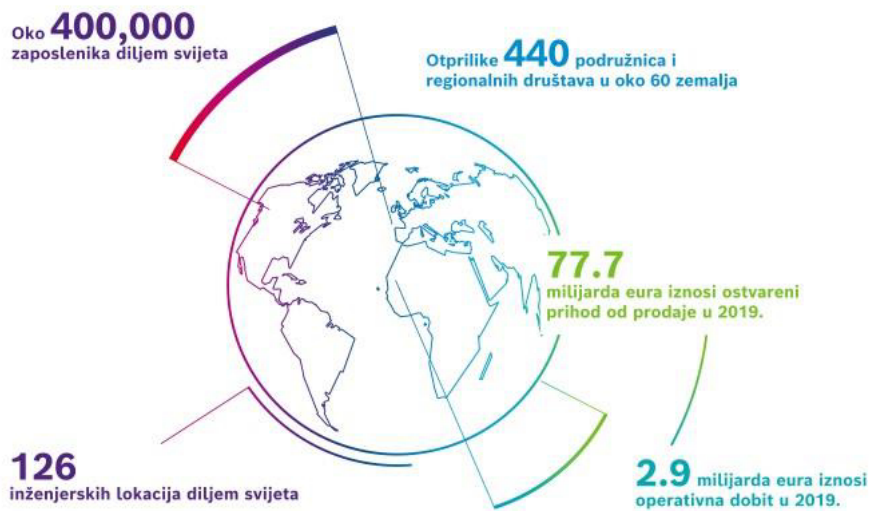 Oko 400,000
zaposlenika diljem svijeta
Otprilike 440 podružnica i
regionalnih društava u oko 60 zemalja
77.7
milijarda eura iznosi ostvareni
prihod od prodaje u 2019.
126
inženjerskih lokacija diljem svijeta
2.9 milijarda eura iznosi
operativna dobit u 2019.